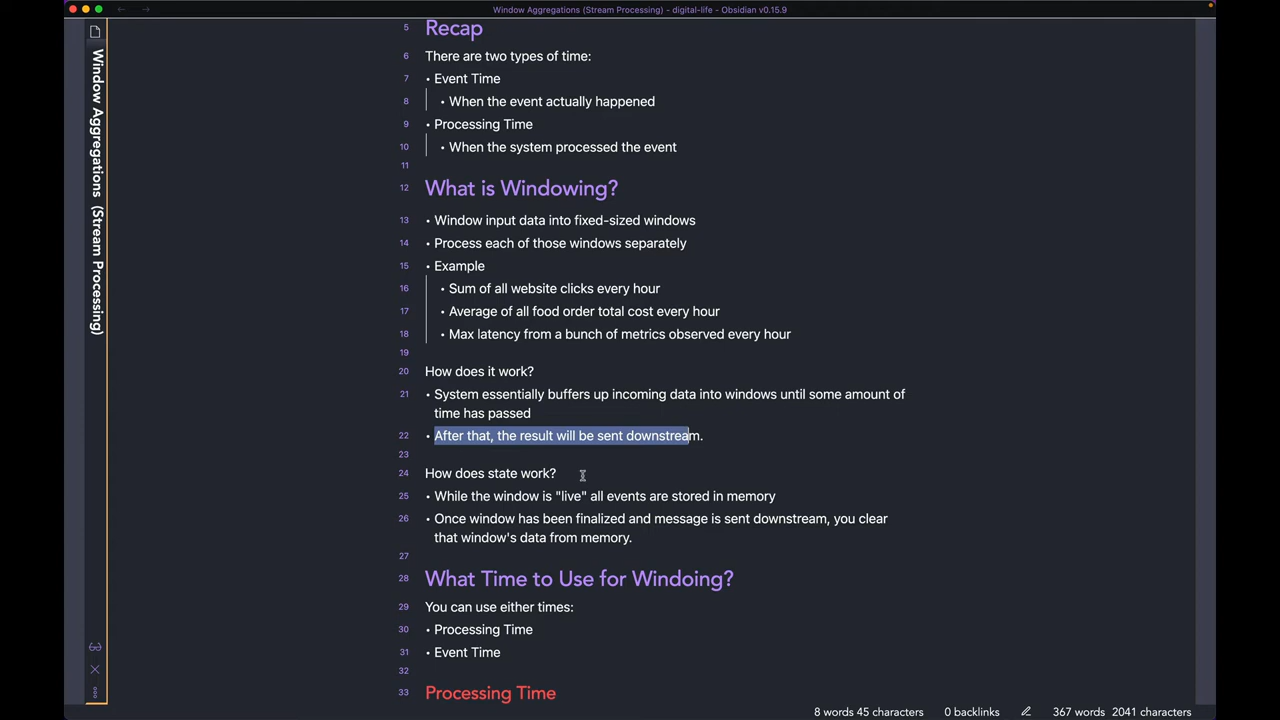 Window Aggregations (Stream Processing) - digital-life - Obsidian v0.15.9
Window Aggregations (Stream Processing)
5 Recap
6 There are two types of time:
7 • Event Time
8 • When the event actually happened
9 • Processing Time
10 • When the system processed the event
11
12 What is Windowing?
13 • Window input data into fixed-sized windows
14 • Process each of those windows separately
15 • Example
16 • Sum of all website clicks every hour
17 • Average of all food order total cost every hour
18 • Max latency from a bunch of metrics observed every hour
19
20 How does it work?
21 • System essentially buffers up incoming data into windows until some amount of
time has passed
22 • After that, the result will be sent downstream.
23
24 How does state work?
25 • While the window is "live" all events are stored in memory
26 • Once window has been finalized and message is sent downstream, you clear
that window's data from memory.
27
28 What Time to Use for Windoing?
29 You can use either times:
30 • Processing Time
31 • Event Time
32
33 Processing Time
8 words 45 characters 0 backlinks 367 words 2041 characters